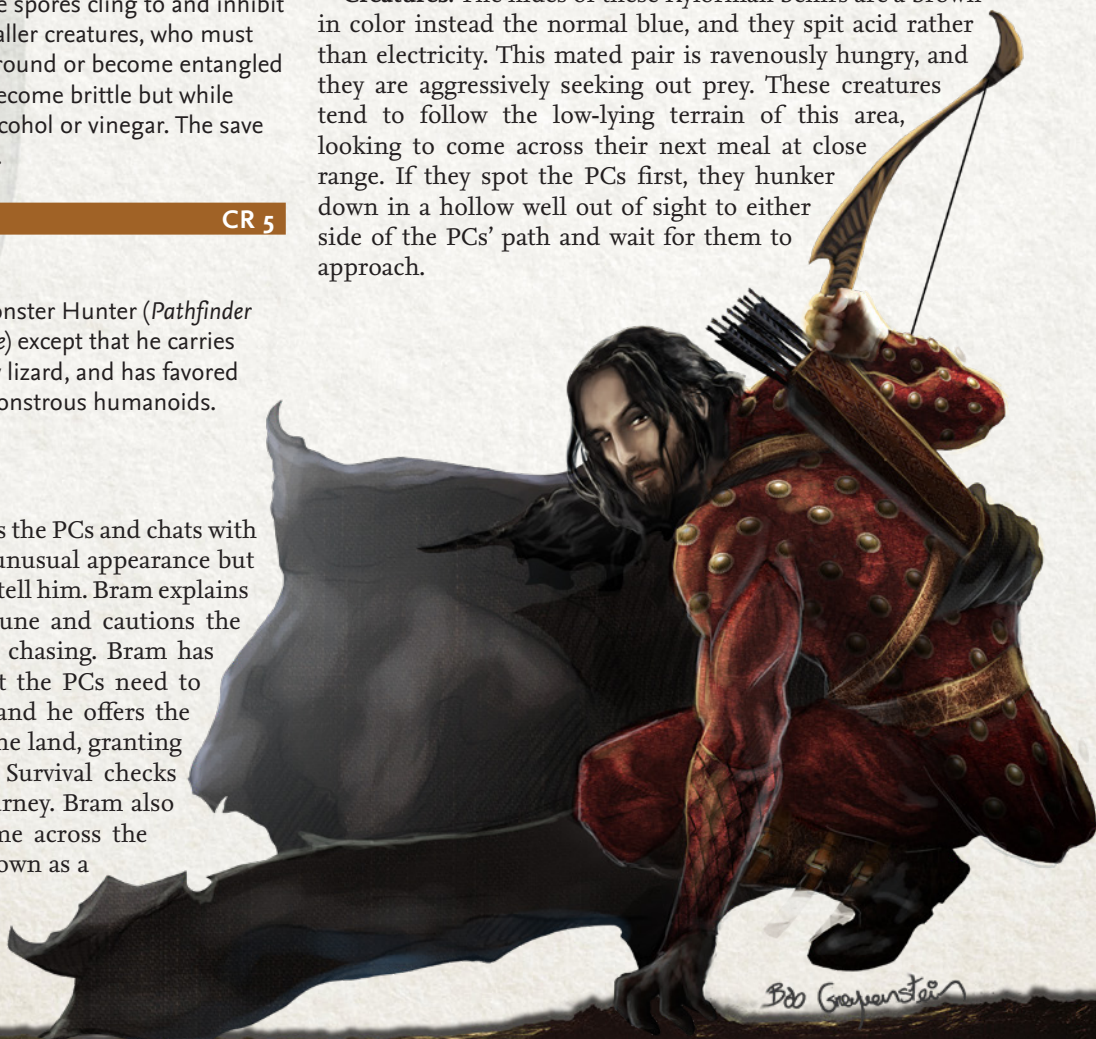 e spores cling to and inhibit
aller creatures, who must
round or become entangled
ecome brittle but while
cohol or vinegar. The save
.
CR 5
onster Hunter (Pathfinder
e) except that he carries
lizard, and has favored
onstrous humanoids.
s the PCs and chats with
unusual appearance but
tell him. Bram explains
une and cautions the
chasing. Bram has
t the PCs need to
and he offers the
he land, granting
Survival checks
urney. Bram also
me across the
own as a
in color instead the normal blue, and they spit acid rather
than electricity. This mated pair is ravenously hungry, and
they are aggressively seeking out prey. These creatures
tend to follow the low-lying terrain of this area,
looking to come across their next meal at close
range. If they spot the PCs first, they hunker
down in a hollow well out of sight to either
side of the PCs' path and wait for them to
approach.
Bob